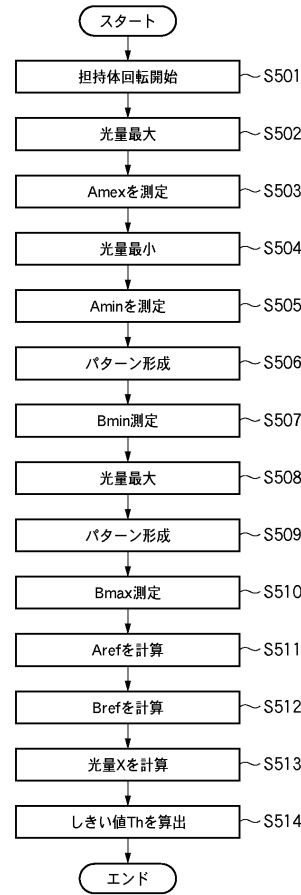 スタート
担持体回転開始 S501
光量最大 S502
Amexを測定 S503
光量最小 S504
Aminを測定 S505
パターン形成 S506
Bmin測定 S507
光量最大 S508
パターン形成 S509
Bmax測定 S510
Arefを計算 S511
Brefを計算 S512
光量Xを計算 S513
しきい値Thを算出 S514
エンド